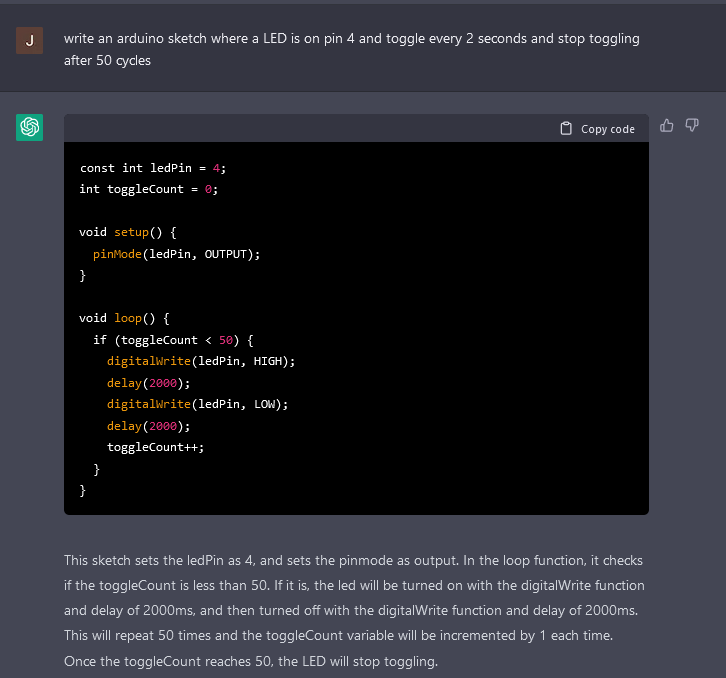 J
write an arduino sketch where a LED is on pin 4 and toggle every 2 seconds and stop toggling
after 50 cycles
Copy code
const int ledPin = 4;
int toggleCount = 0;
void setup() {
  pinMode(ledPin, OUTPUT);
}
void loop() {
  if (toggleCount < 50) {
    digitalWrite(ledPin, HIGH);
    delay(2000);
    digitalWrite(ledPin, LOW);
    delay(2000);
    toggleCount++;
  }
}
This sketch sets the ledPin as 4, and sets the pinmode as output. In the loop function, it checks
if the toggleCount is less than 50. If it is, the led will be turned on with the digitalWrite function
and delay of 2000ms, and then turned off with the digitalWrite function and delay of 2000ms.
This will repeat 50 times and the toggleCount variable will be incremented by 1 each time.
Once the toggleCount reaches 50, the LED will stop toggling.